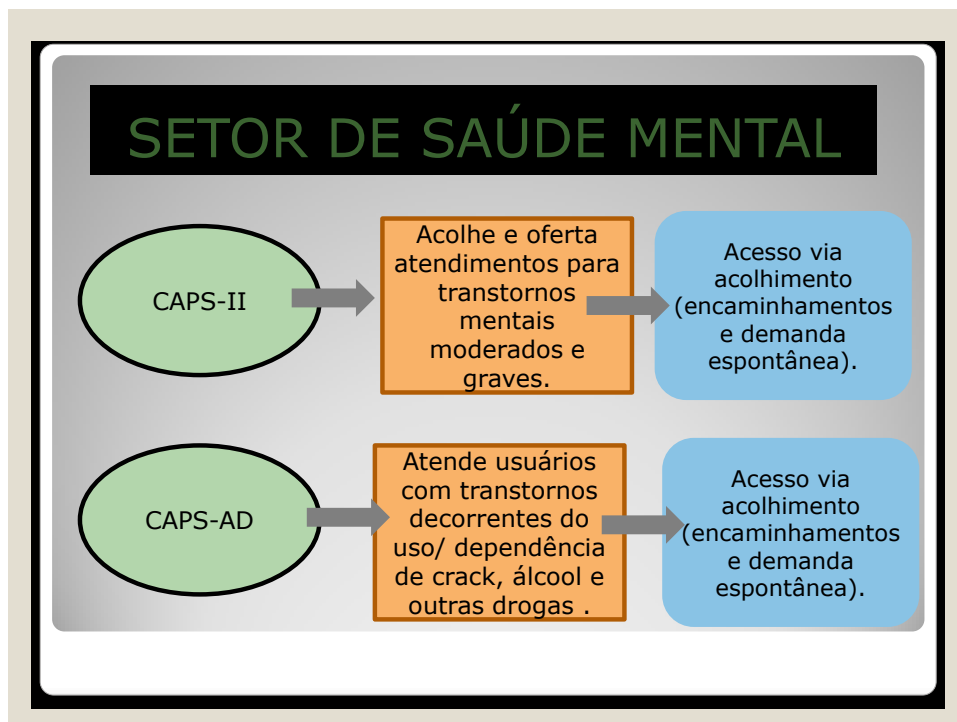 SETOR DE SAÚDE MENTAL
CAPS-II
Acolhe e oferta
atendimentos para
transtornos
mentais
moderados e
graves.
Acesso via
acolhimento
(encaminhamentos
e demanda
espontânea).
CAPS-AD
Atende usuários
com transtornos
decorrentes do
uso/ dependência
de crack, álcool e
outras drogas .
Acesso via
acolhimento
(encaminhamentos
e demanda
espontânea).